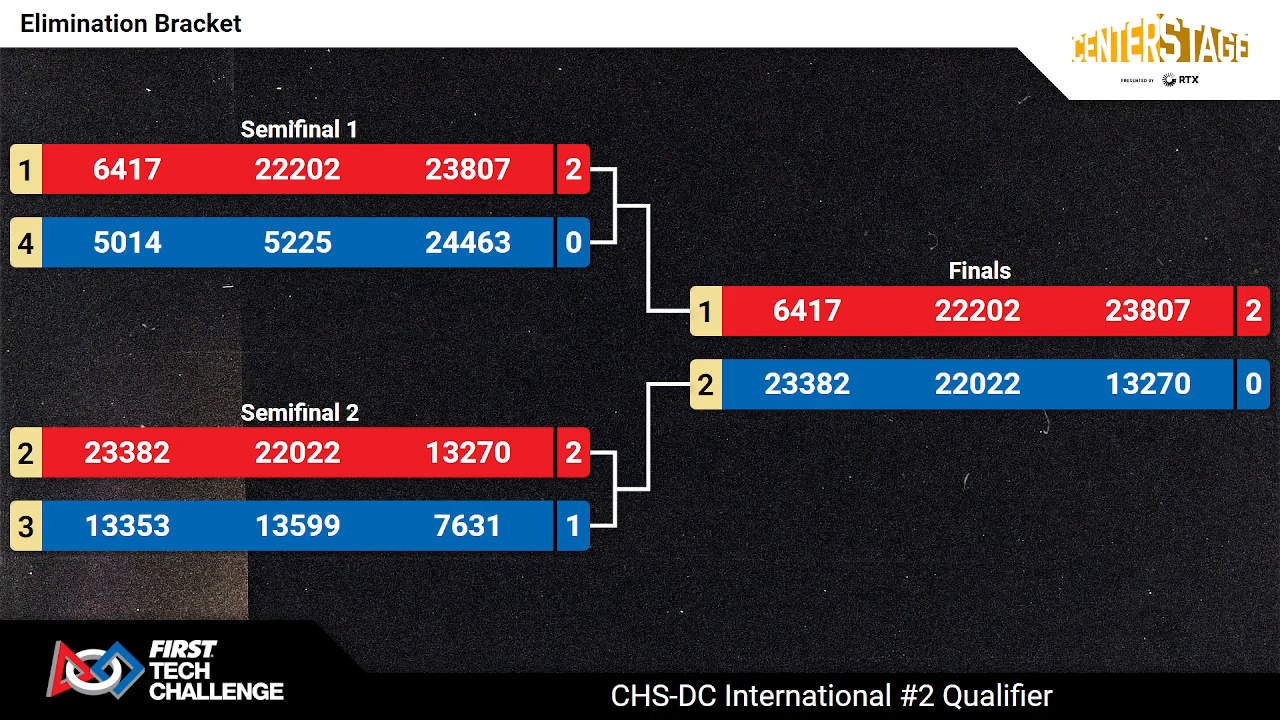 Elimination Bracket
CENTERSTAGE
PRESENTED BY RTX
Semifinal 1
1 6417 22202 23807 2
4 5014 5225 24463 0
Finals
1 6417 22202 23807 2
2 23382 22022 13270 0
Semifinal 2
2 23382 22022 13270 2
3 13353 13599 7631 1
FIRST
TECH
CHALLENGE
CHS-DC International #2 Qualifier